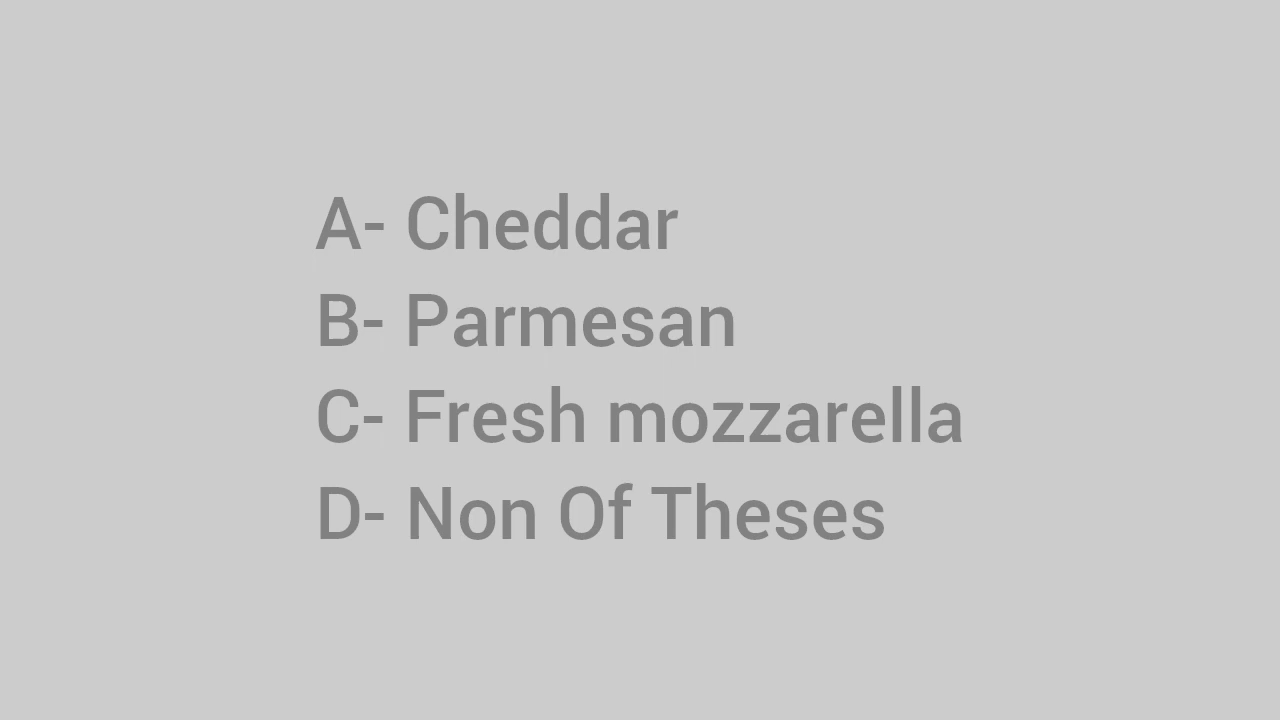 A- Cheddar
B- Parmesan
C- Fresh mozzarella
D- Non Of Theses